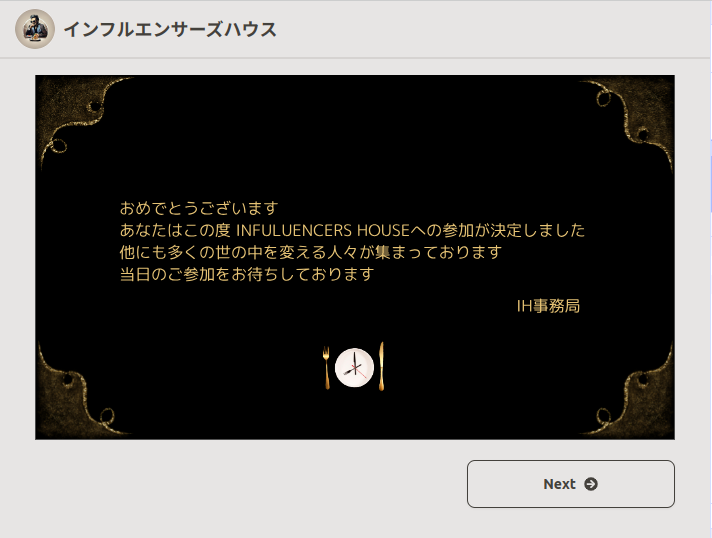 インフルエンサーズハウス
おめでとうございます
あなたはこの度 INFULUENCERS HOUSEへの参加が決定しました
他にも多くの世の中を変える人々が集まっております
当日のご参加をお待ちしております
IH事務局
Next